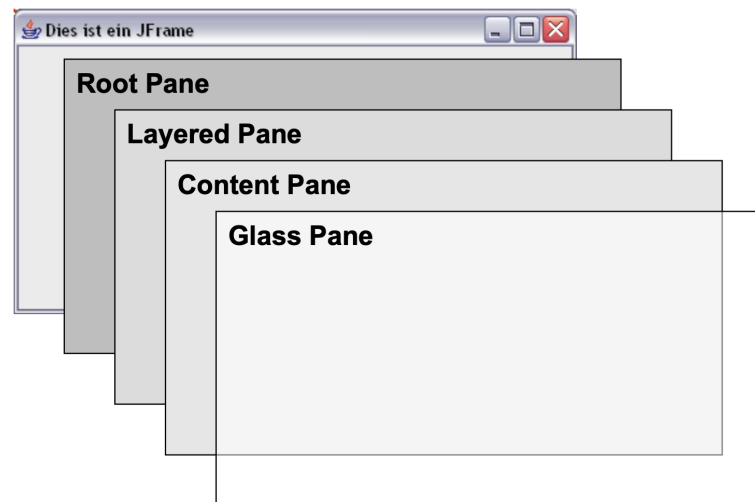 Dies ist ein JFrame
Root Pane
Layered Pane
Content Pane
Glass Pane